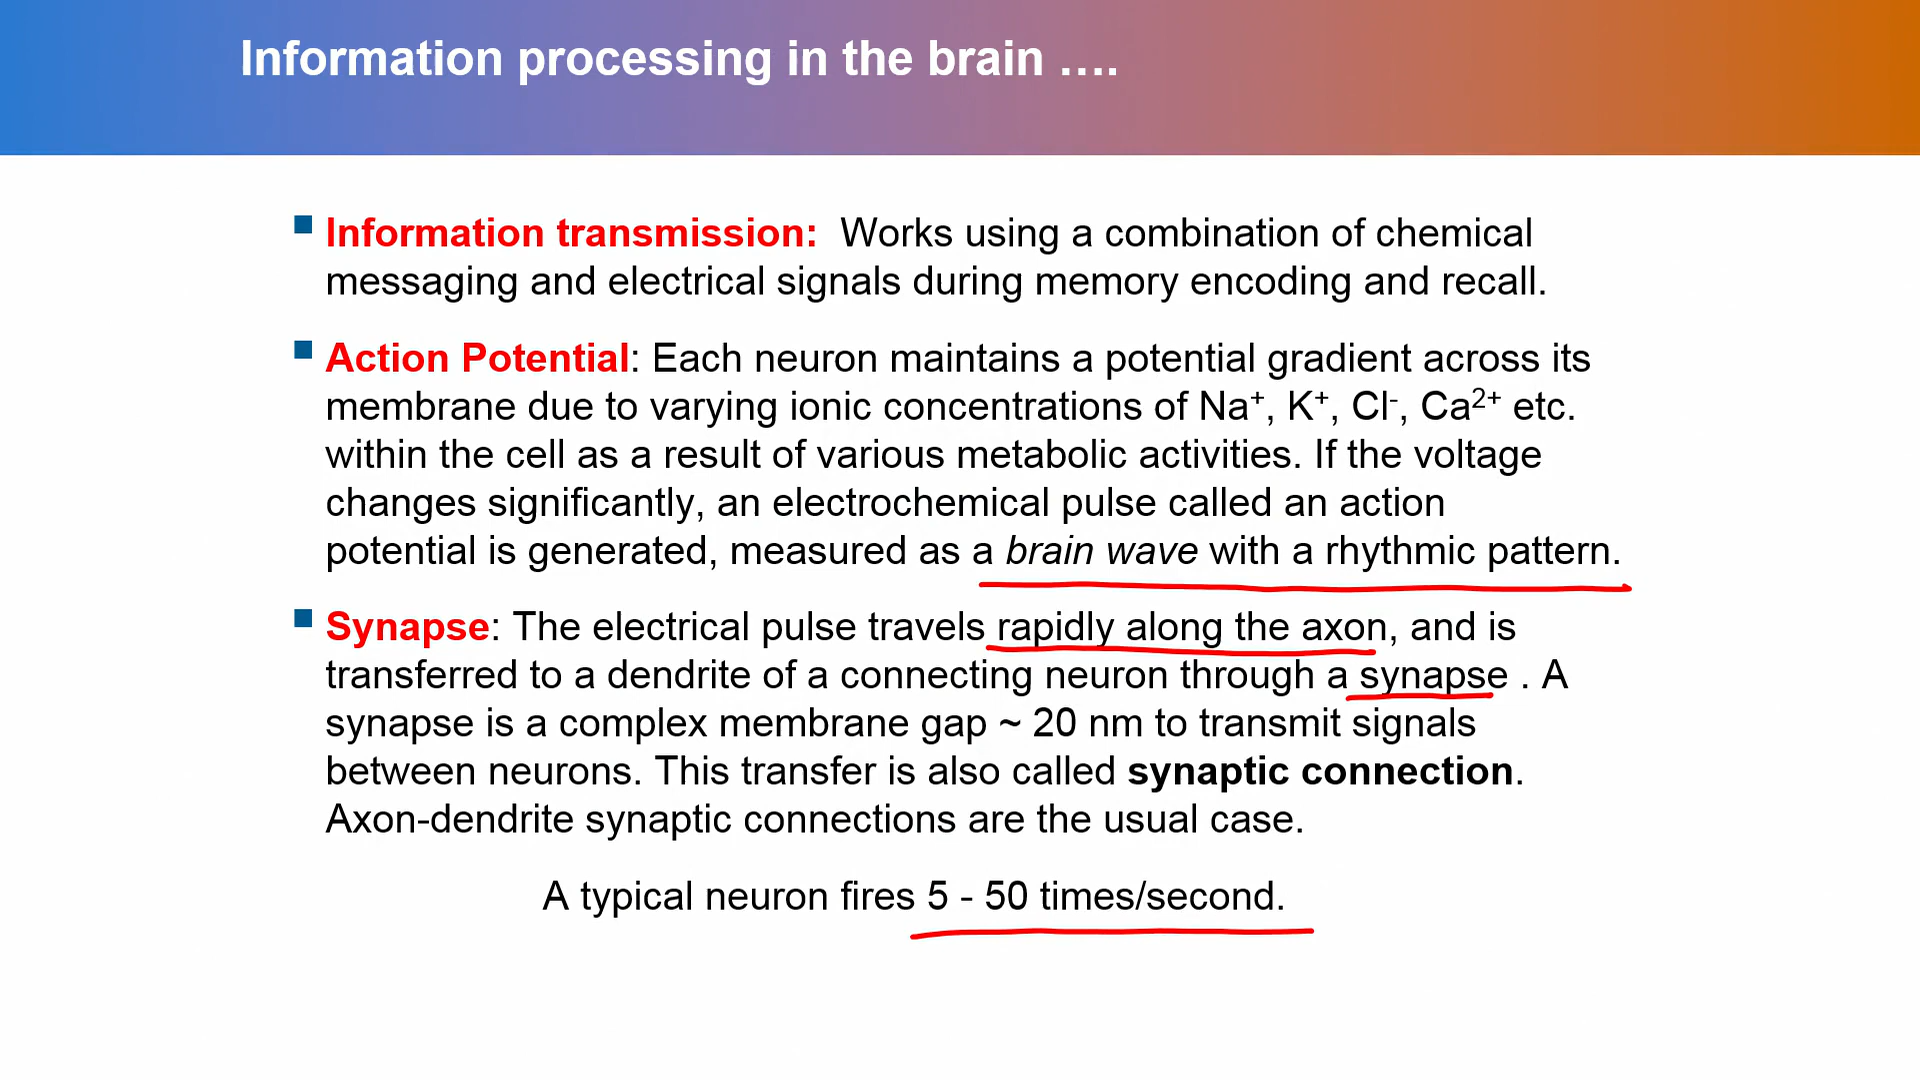 Information processing in the brain ....
Information transmission: Works using a combination of chemical
messaging and electrical signals during memory encoding and recall.
Action Potential: Each neuron maintains a potential gradient across its
membrane due to varying ionic concentrations of Na⁺, K⁺, Cl⁻, Ca²⁺ etc.
within the cell as a result of various metabolic activities. If the voltage
changes significantly, an electrochemical pulse called an action
potential is generated, measured as a brain wave with a rhythmic pattern.
Synapse: The electrical pulse travels rapidly along the axon, and is
transferred to a dendrite of a connecting neuron through a synapse . A
synapse is a complex membrane gap ~ 20 nm to transmit signals
between neurons. This transfer is also called synaptic connection.
Axon-dendrite synaptic connections are the usual case.
A typical neuron fires 5 - 50 times/second.